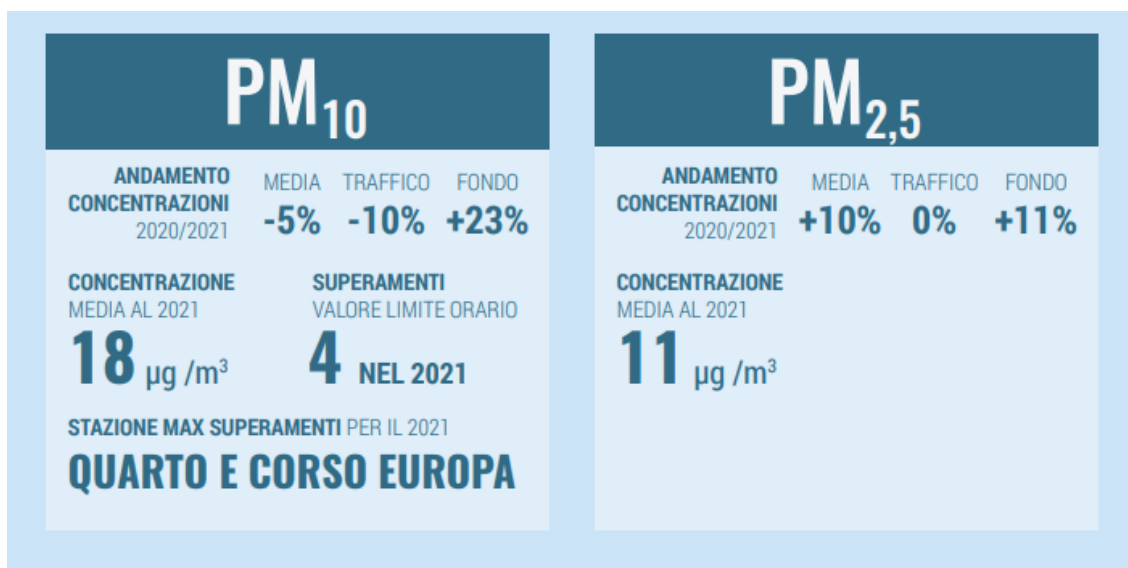 PM10
ANDAMENTO
CONCENTRAZIONI
2020/2021
MEDIA TRAFFICO FONDO
-5% -10% +23%
CONCENTRAZIONE
MEDIA AL 2021
18 µg /m³
SUPERAMENTI
VALORE LIMITE ORARIO
4 NEL 2021
STAZIONE MAX SUPERAMENTI PER IL 2021
QUARTO E CORSO EUROPA
PM2,5
ANDAMENTO
CONCENTRAZIONI
2020/2021
MEDIA TRAFFICO FONDO
+10% 0% +11%
CONCENTRAZIONE
MEDIA AL 2021
11 µg /m³